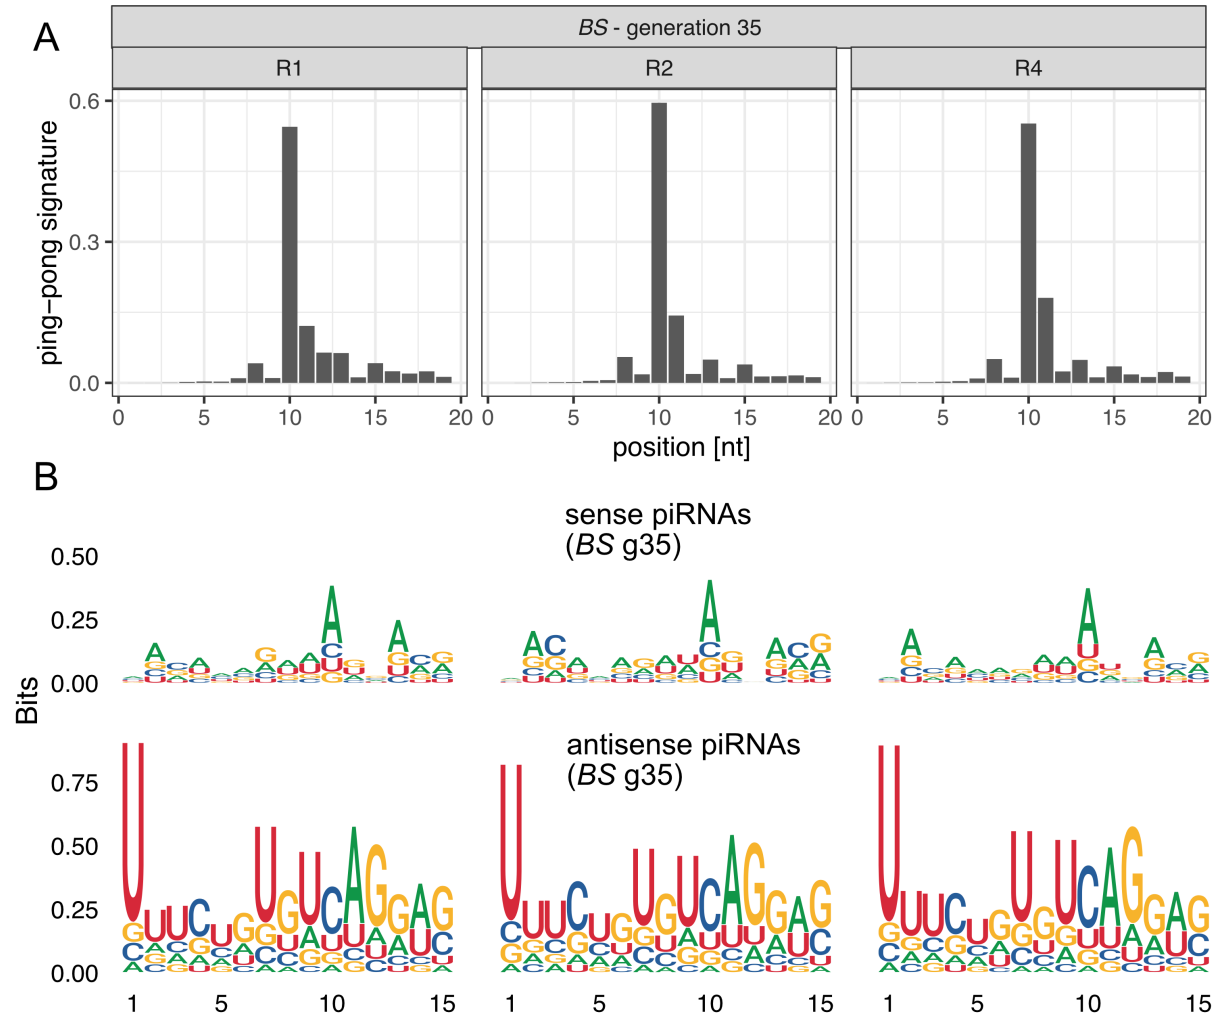 A
BS - generation 35
R1 R2 R4
ping−pong signature
0.6
0.3
0.0
0 5 10 15 20 0 5 10 15 20 0 5 10 15 20
position [nt]
B
sense piRNAs
(BS g35)
0.50
0.25
0.00
Bits
antisense piRNAs
(BS g35)
0.75
0.50
0.25
0.00
1 5 10 15 1 5 10 15 1 5 10 15